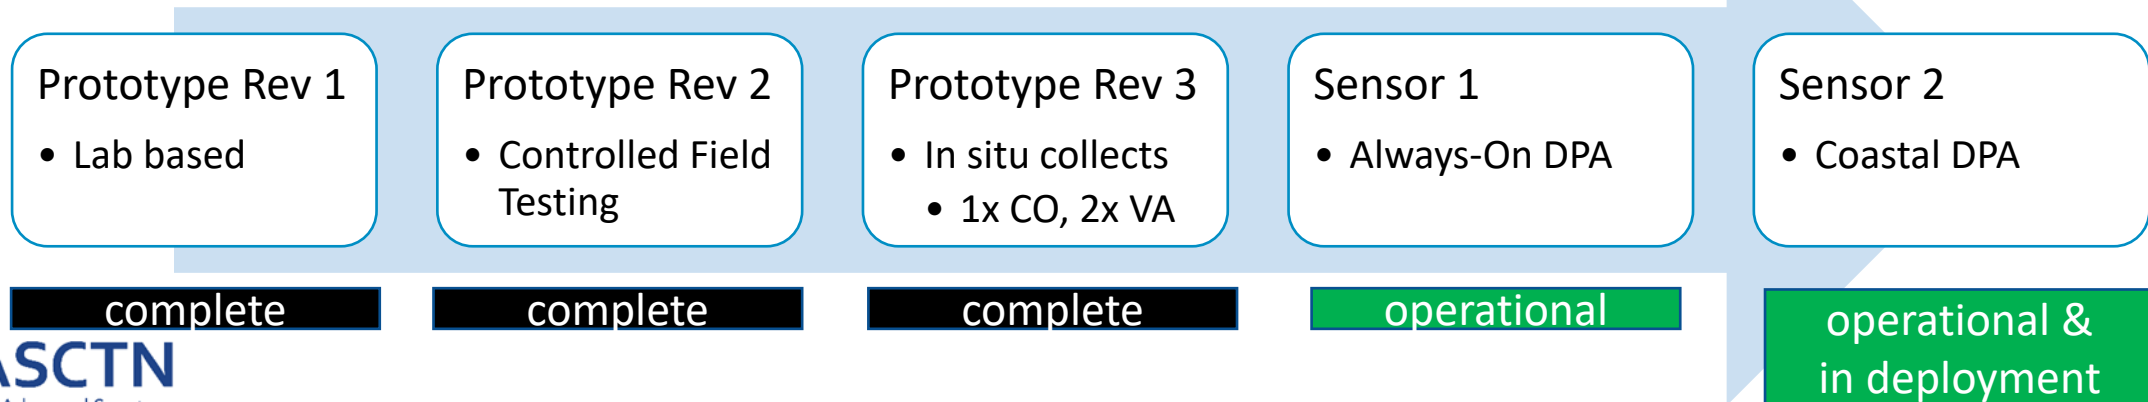 Prototype Rev 1
• Lab based
Prototype Rev 2
• Controlled Field
Testing
Prototype Rev 3
• In situ collects
• 1x CO, 2x VA
Sensor 1
• Always-On DPA
Sensor 2
• Coastal DPA
complete
complete
complete
operational
operational &
in deployment
ASCTN